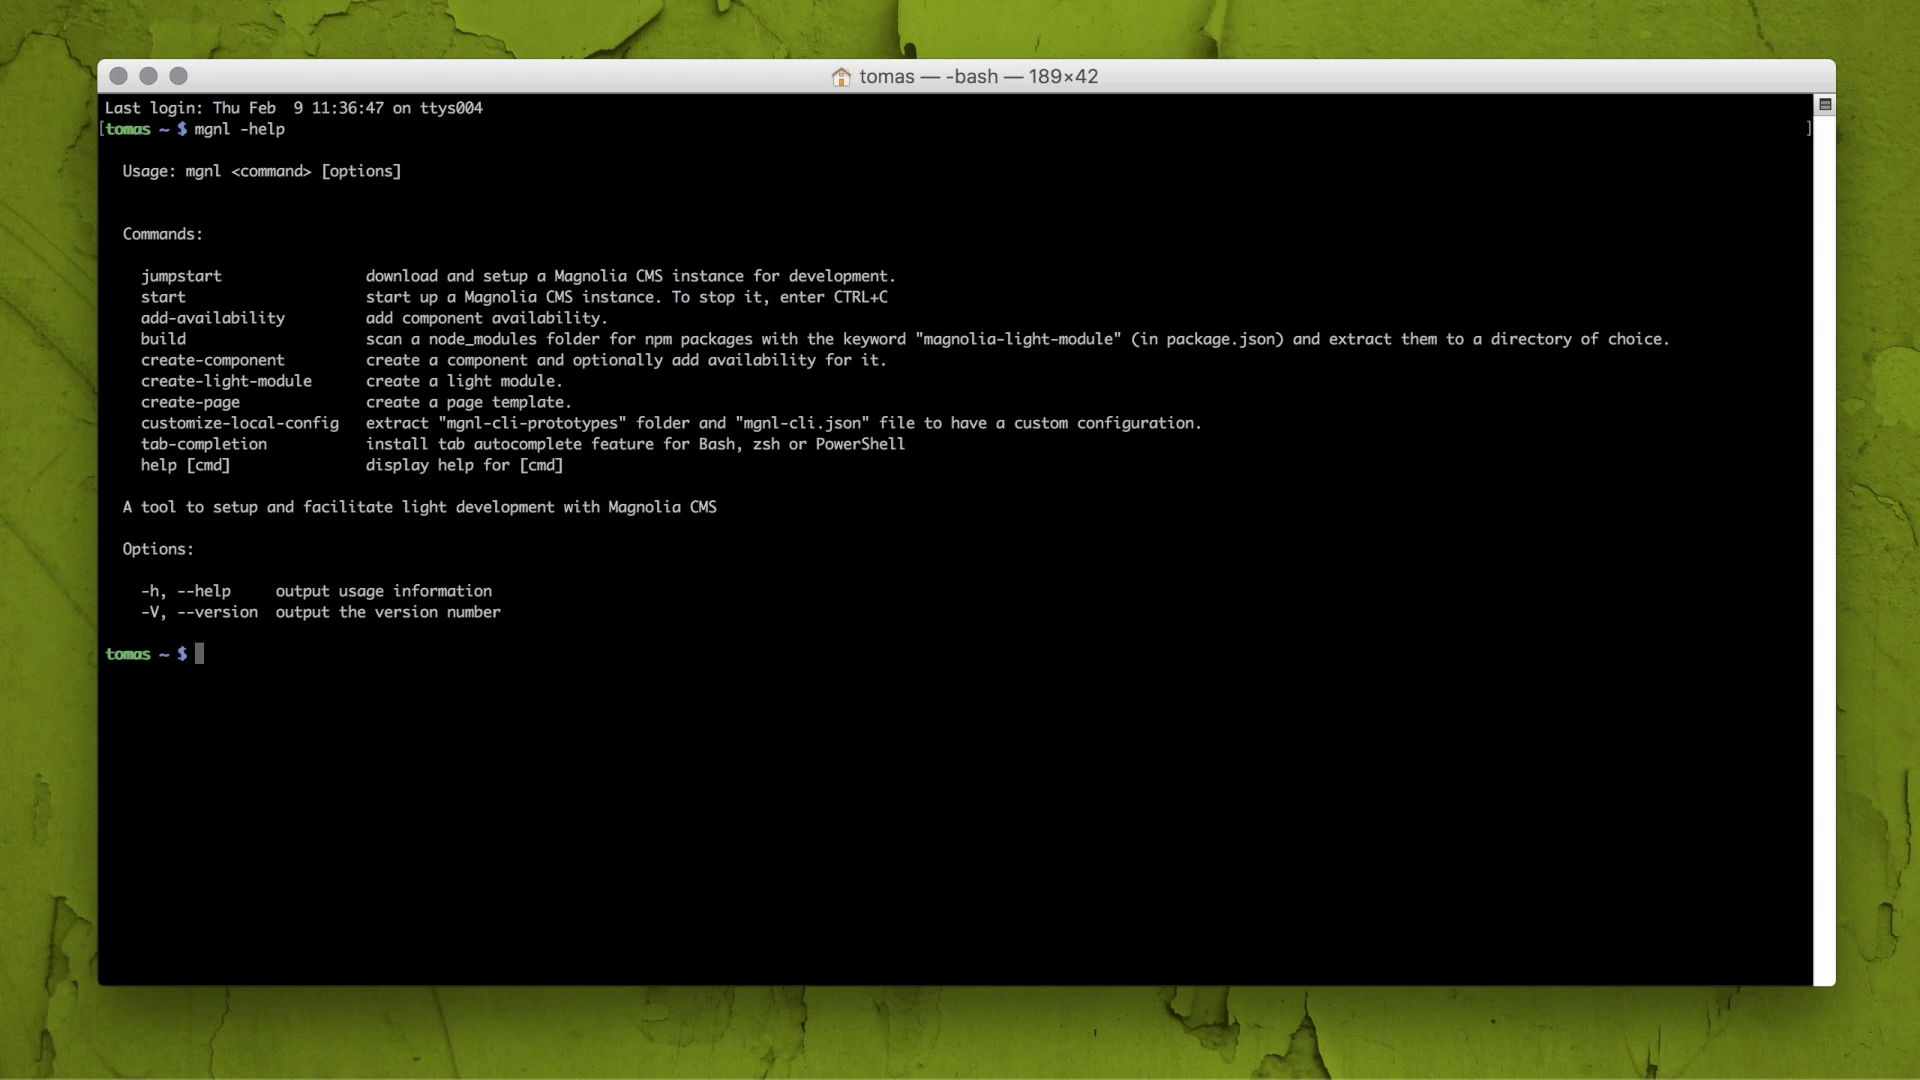 tomas — -bash — 189×42
Last login: Thu Feb  9 11:36:47 on ttys004
[tomas ~ $ mgnl -help ]
Usage: mgnl <command> [options]
Commands:
jumpstart download and setup a Magnolia CMS instance for development.
start start up a Magnolia CMS instance. To stop it, enter CTRL+C
add-availability add component availability.
build scan a node_modules folder for npm packages with the keyword "magnolia-light-module" (in package.json) and extract them to a directory of choice.
create-component create a component and optionally add availability for it.
create-light-module create a light module.
create-page create a page template.
customize-local-config extract "mgnl-cli-prototypes" folder and "mgnl-cli.json" file to have a custom configuration.
tab-completion install tab autocomplete feature for Bash, zsh or PowerShell
help [cmd] display help for [cmd]
A tool to setup and facilitate light development with Magnolia CMS
Options:
-h, --help output usage information
-V, --version output the version number
tomas ~ $